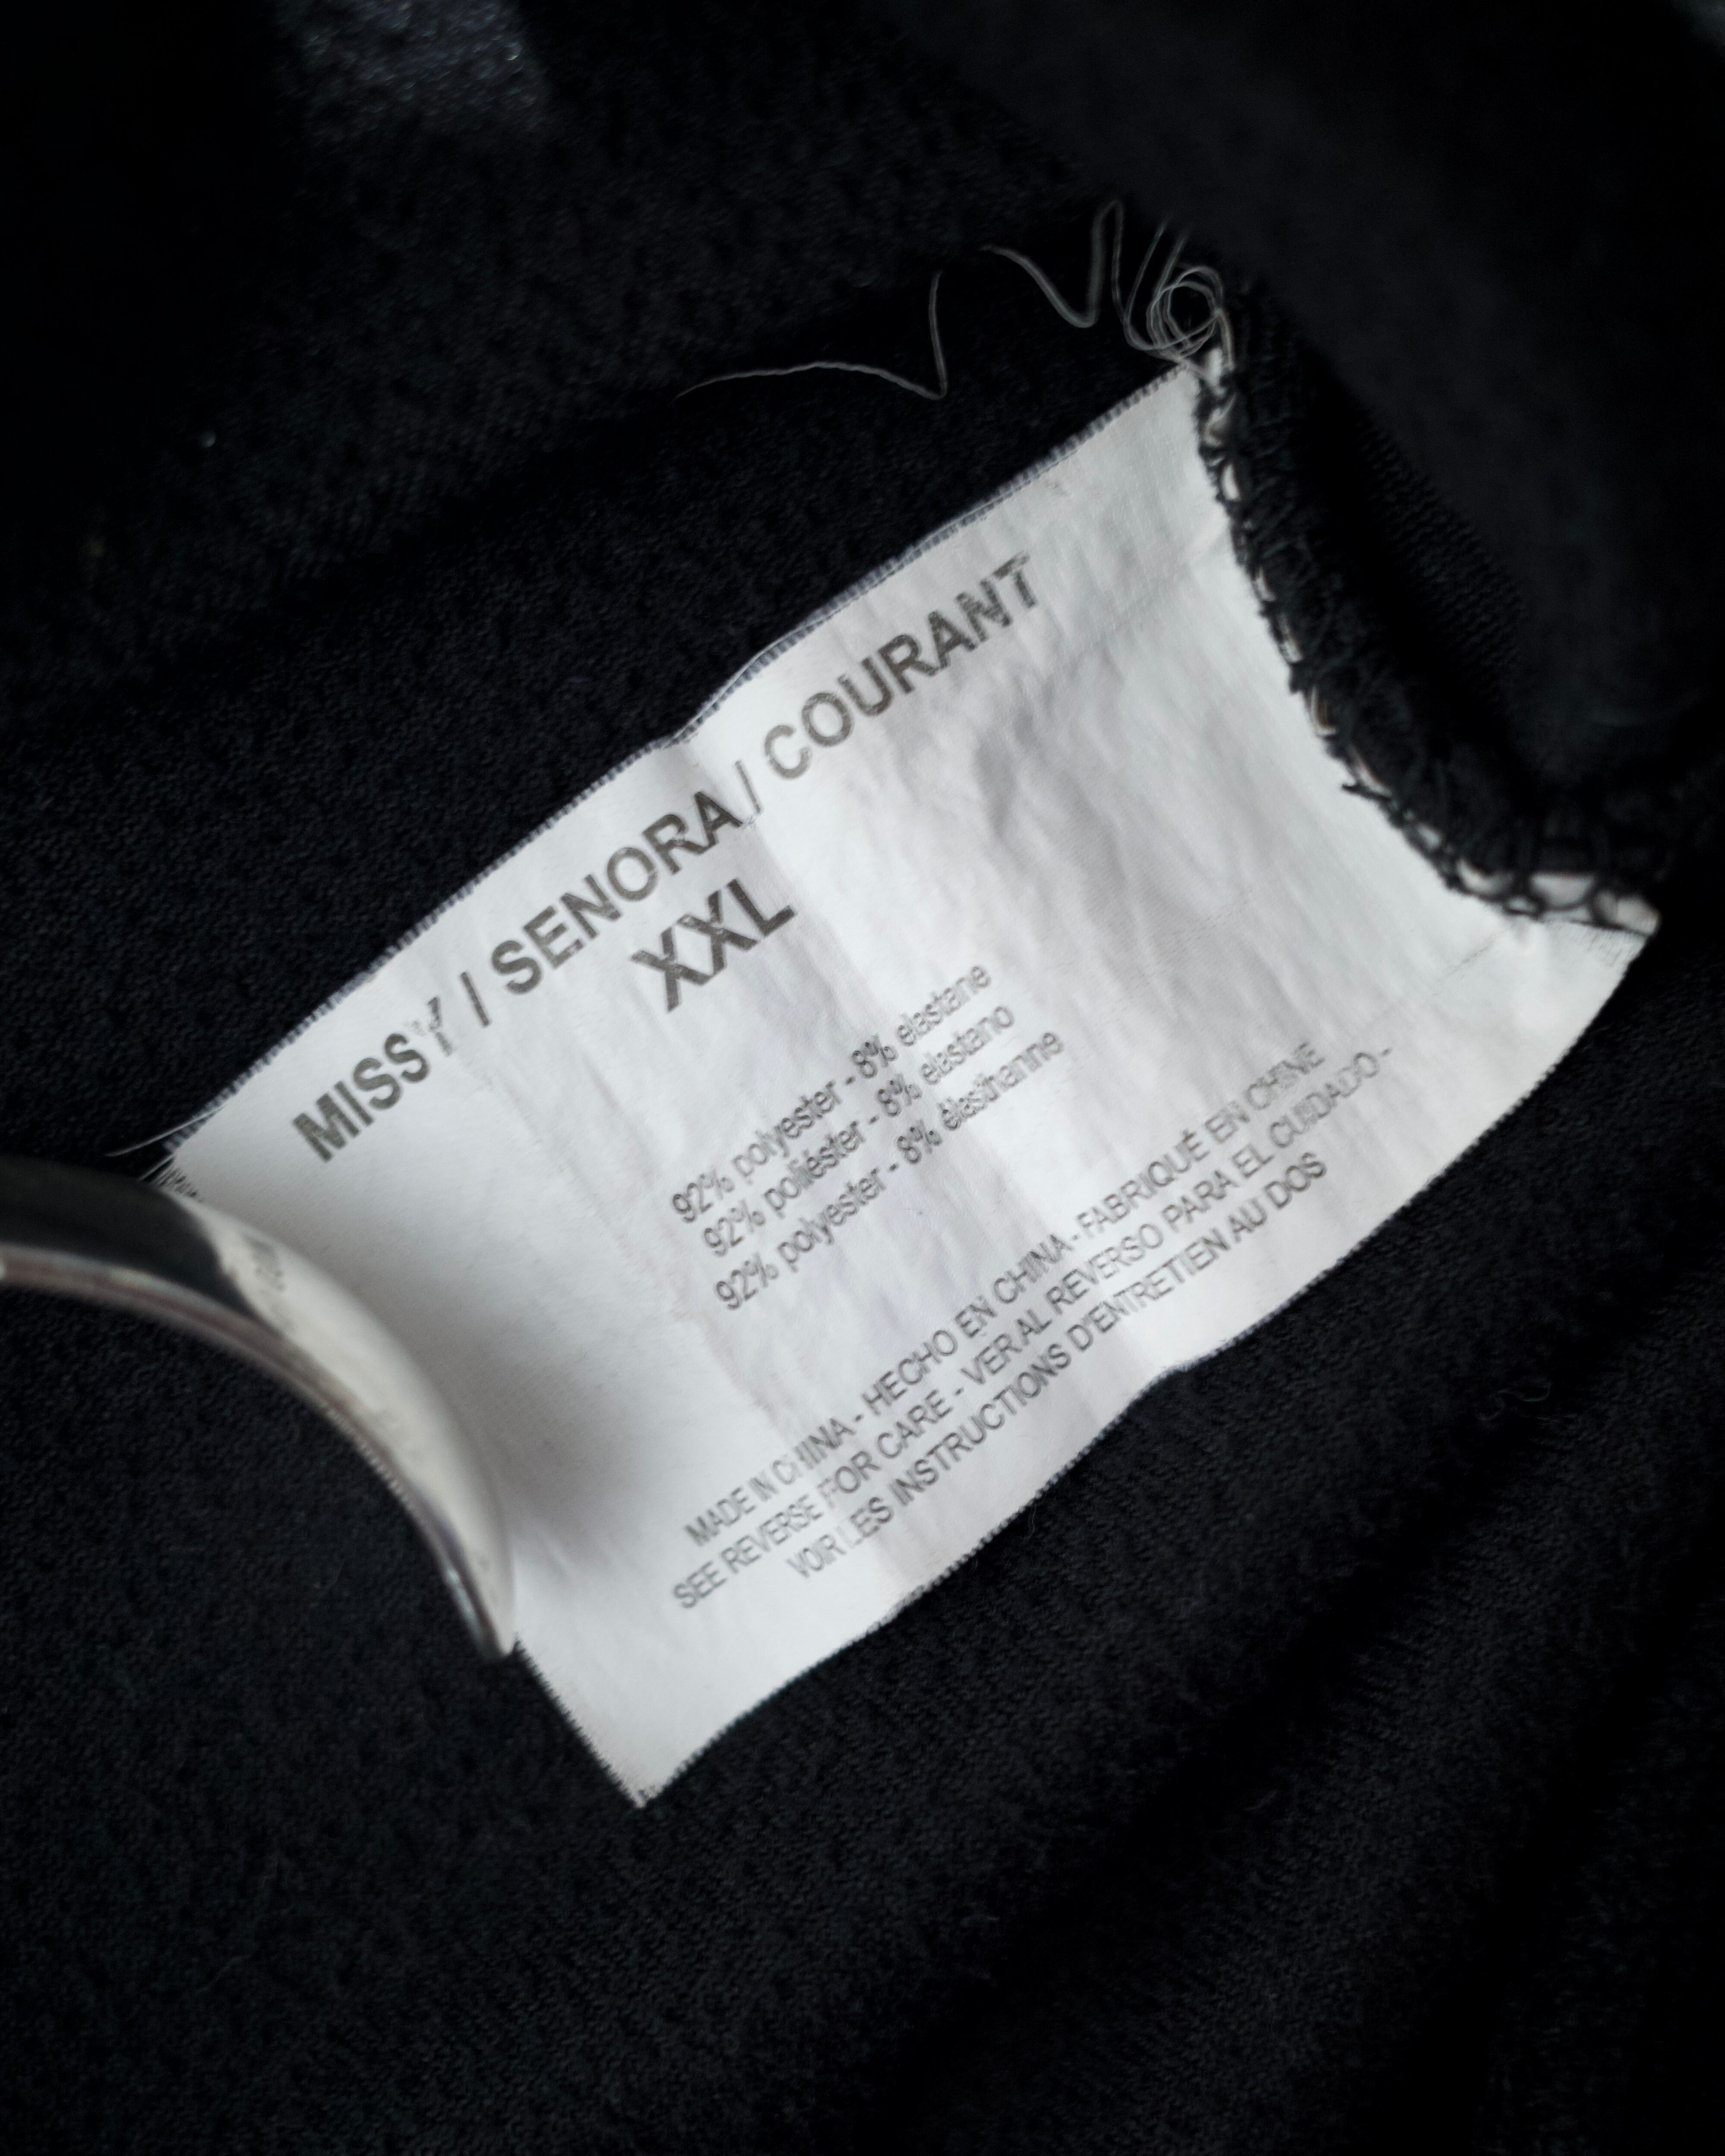 MISSY / SENORA / COURANT
XXL
92% polyester - 8% elastane
92% poliéster - 8% elastano
92% polyester - 8% élasthanne
MADE IN CHINA - HECHO EN CHINA - FABRIQUÉ EN CHINE
SEE REVERSE FOR CARE - VER AL REVERSO PARA EL CUIDADO -
VOIR LES INSTRUCTIONS D'ENTRETIEN AU DOS